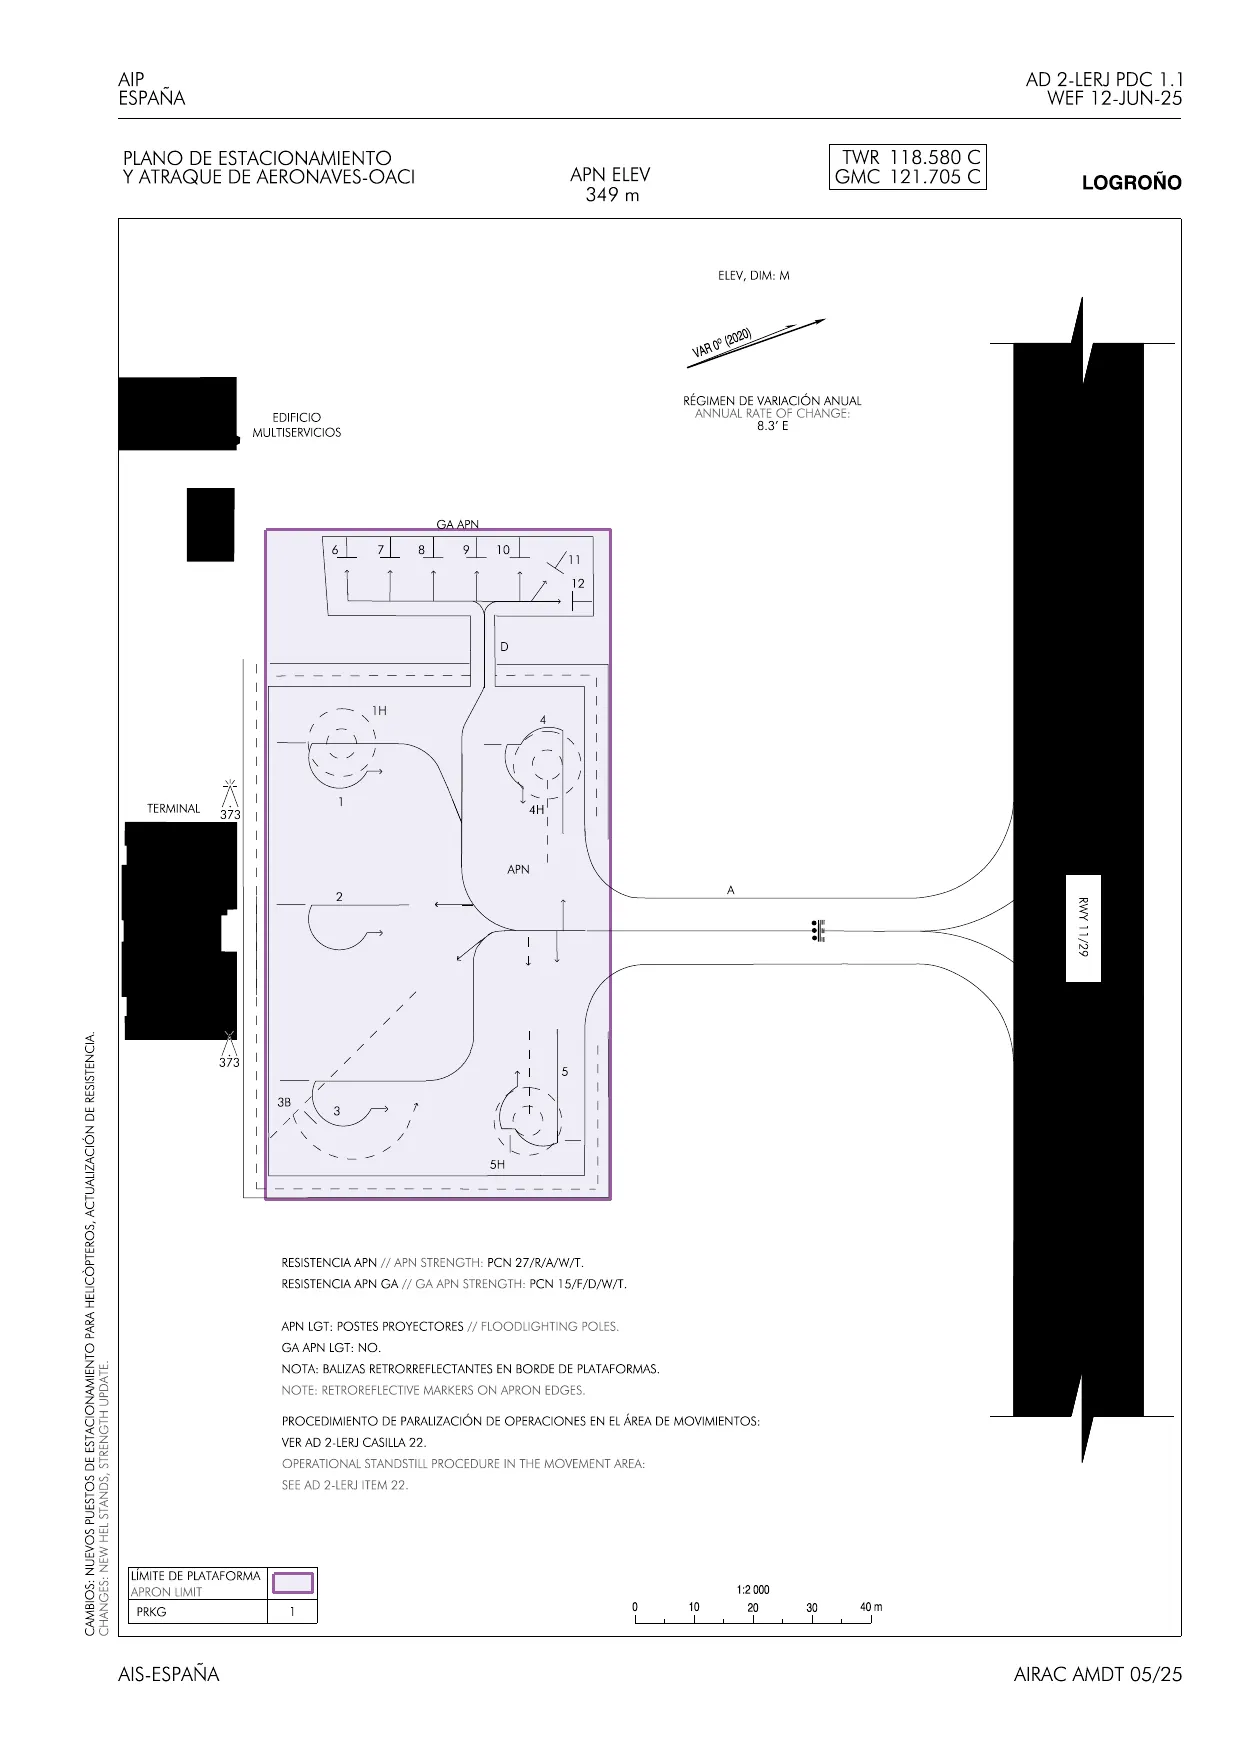 AIP
ESPAÑA
AD 2-LERJ PDC 1.1
WEF 12-JUN-25
PLANO DE ESTACIONAMIENTO
Y ATRAQUE DE AERONAVES-OACI
APN ELEV
349 m
TWR 118.580 C
GMC 121.705 C
LOGROÑO
ELEV, DIM: M
VAR 0º (2020)
RÉGIMEN DE VARIACIÓN ANUAL
ANNUAL RATE OF CHANGE:
8.3’ E
EDIFICIO
MULTISERVICIOS
GA APN
6
7
8
9
10
11
12
D
1H
4
1
4H
TERMINAL
373
APN
A
2
RWY 11/29
373
5
3B
3
5H
RESISTENCIA APN // APN STRENGTH: PCN 27/R/A/W/T.
RESISTENCIA APN GA // GA APN STRENGTH: PCN 15/F/D/W/T.
APN LGT: POSTES PROYECTORES // FLOODLIGHTING POLES.
GA APN LGT: NO.
NOTA: BALIZAS RETRORREFLECTANTES EN BORDE DE PLATAFORMAS.
NOTE: RETROREFLECTIVE MARKERS ON APRON EDGES.
PROCEDIMIENTO DE PARALIZACIÓN DE OPERACIONES EN EL ÁREA DE MOVIMIENTOS:
VER AD 2-LERJ CASILLA 22.
OPERATIONAL STANDSTILL PROCEDURE IN THE MOVEMENT AREA:
SEE AD 2-LERJ ITEM 22.
CAMBIOS: NUEVOS PUESTOS DE ESTACIONAMIENTO PARA HELICÓPTEROS, ACTUALIZACIÓN DE RESISTENCIA.
CHANGES: NEW HEL STANDS, STRENGTH UPDATE.
LÍMITE DE PLATAFORMA
APRON LIMIT
PRKG 1
1:2 000
0 10 20 30 40 m
AIS-ESPAÑA
AIRAC AMDT 05/25